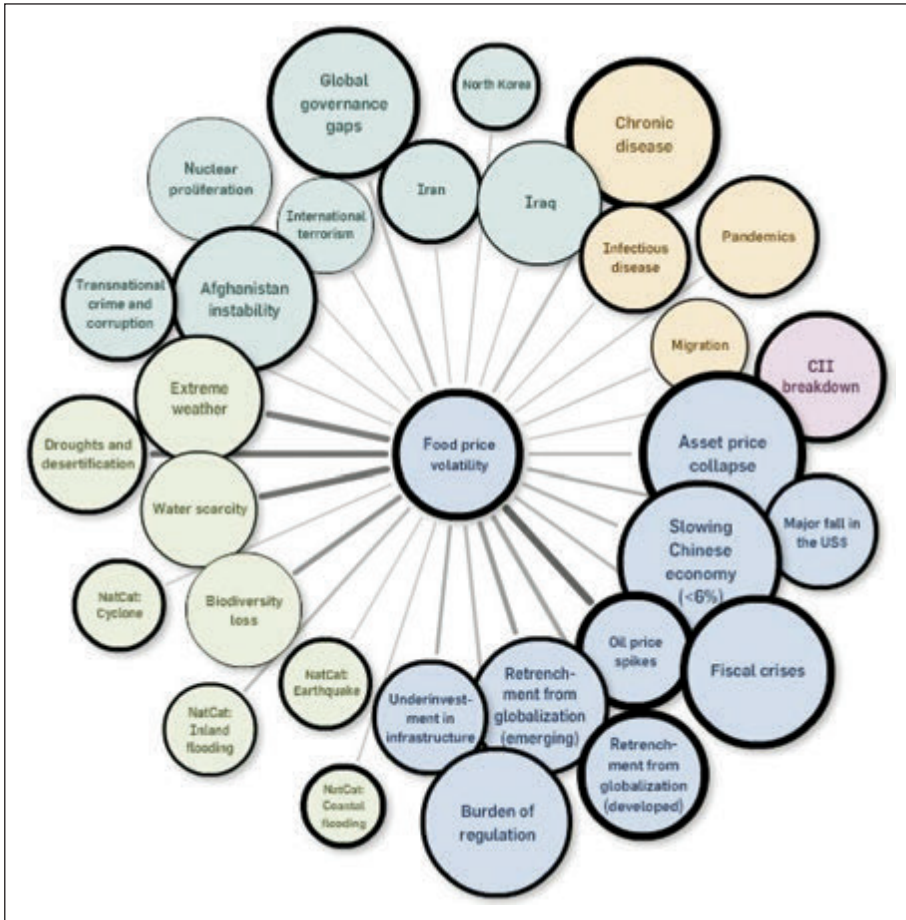 Global
governance
gaps
North Korea
Chronic
disease
Nuclear
proliferation
International
terrorism
Iran
Iraq
Infectious
disease
Pandemics
Transnational
crime and
corruption
Afghanistan
instability
Migration
CII
breakdown
Extreme
weather
Droughts and
desertification
Food price
volatility
Asset price
collapse
Water scarcity
Slowing
Chinese
economy
(<6%)
Major fall in
the US$
NatCat:
Cyclone
Biodiversity
loss
Oil price
spikes
Fiscal crises
NatCat:
Earthquake
Underinvest-
ment in
infrastructure
Retrench-
ment from
globalization
(emerging)
NatCat:
Inland
flooding
Retrench-
ment from
globalization
(developed)
NatCat:
Coastal
flooding
Burden of
regulation